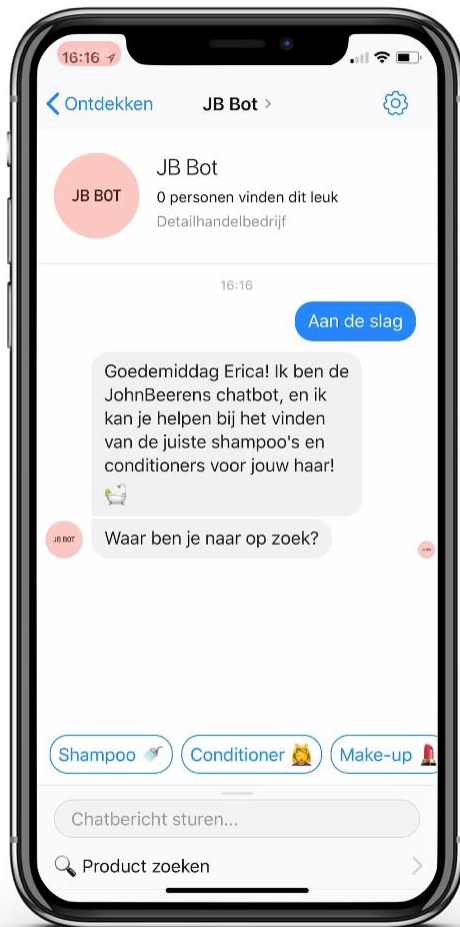 16:16
Ontdekken
JB Bot >
JB BOT
JB Bot
0 personen vinden dit leuk
Detailhandelbedrijf
16:16
Aan de slag
Goedemiddag Erica! Ik ben de
JohnBeerens chatbot, en ik
kan je helpen bij het vinden
van de juiste shampoo's en
conditioners voor jouw haar!
JB BOT
Waar ben je naar op zoek?
Shampoo
Conditioner
Make-up
Chatbericht sturen...
Product zoeken